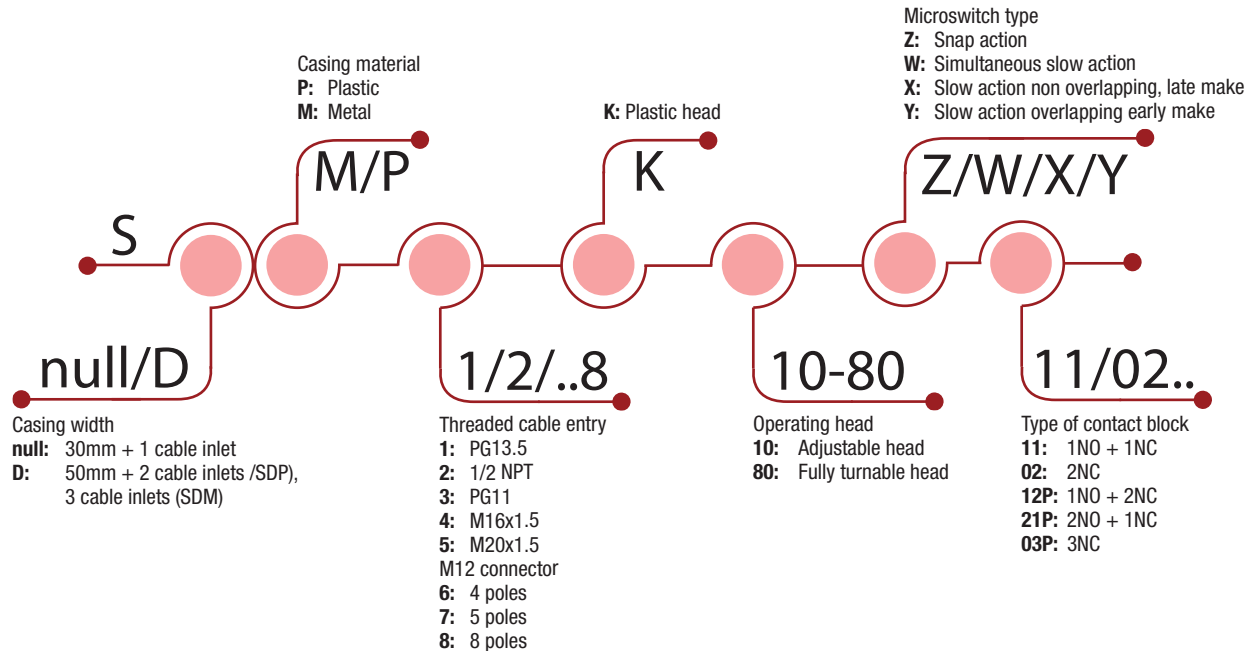 Microswitch type
Z: Snap action
W: Simultaneous slow action
X: Slow action non overlapping, late make
Y: Slow action overlapping early make
Casing material
P: Plastic
M: Metal
K: Plastic head
M/P
K
Z/W/X/Y
S
null/D
1/2/..8
10-80
11/02..
Casing width
null: 30mm + 1 cable inlet
D: 50mm + 2 cable inlets /SDP),
3 cable inlets (SDM)
Threaded cable entry
1: PG13.5
2: 1/2 NPT
3: PG11
4: M16x1.5
5: M20x1.5
M12 connector
6: 4 poles
7: 5 poles
8: 8 poles
Operating head
10: Adjustable head
80: Fully turnable head
Type of contact block
11: 1NO + 1NC
02: 2NC
12P: 1NO + 2NC
21P: 2NO + 1NC
03P: 3NC